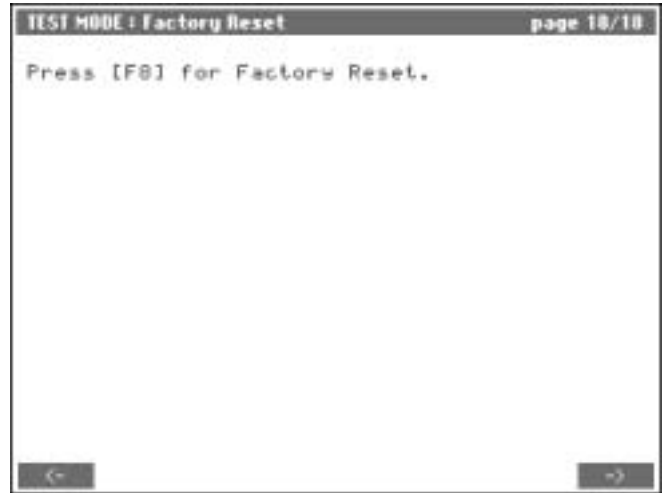 TEST MODE : Factory Reset page 18/18
Press [F8] for Factory Reset.
<- ->